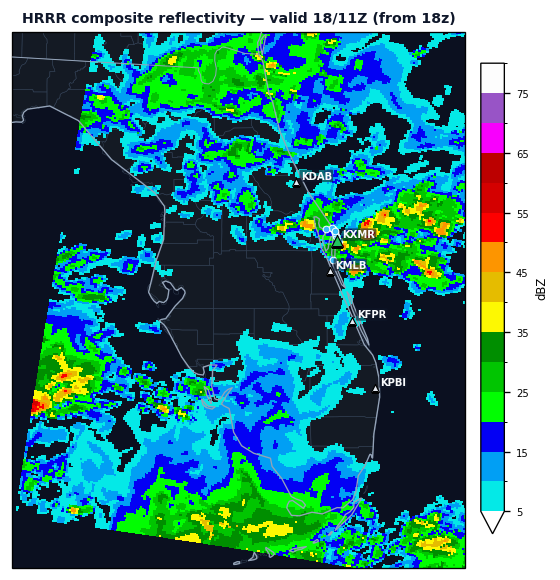 HRRR composite reflectivity — valid 18/11Z (from 18z)
KDAB
KXMR
KMLB
KFPR
KPBI
75
65
55
45
35
25
15
5
dBZ